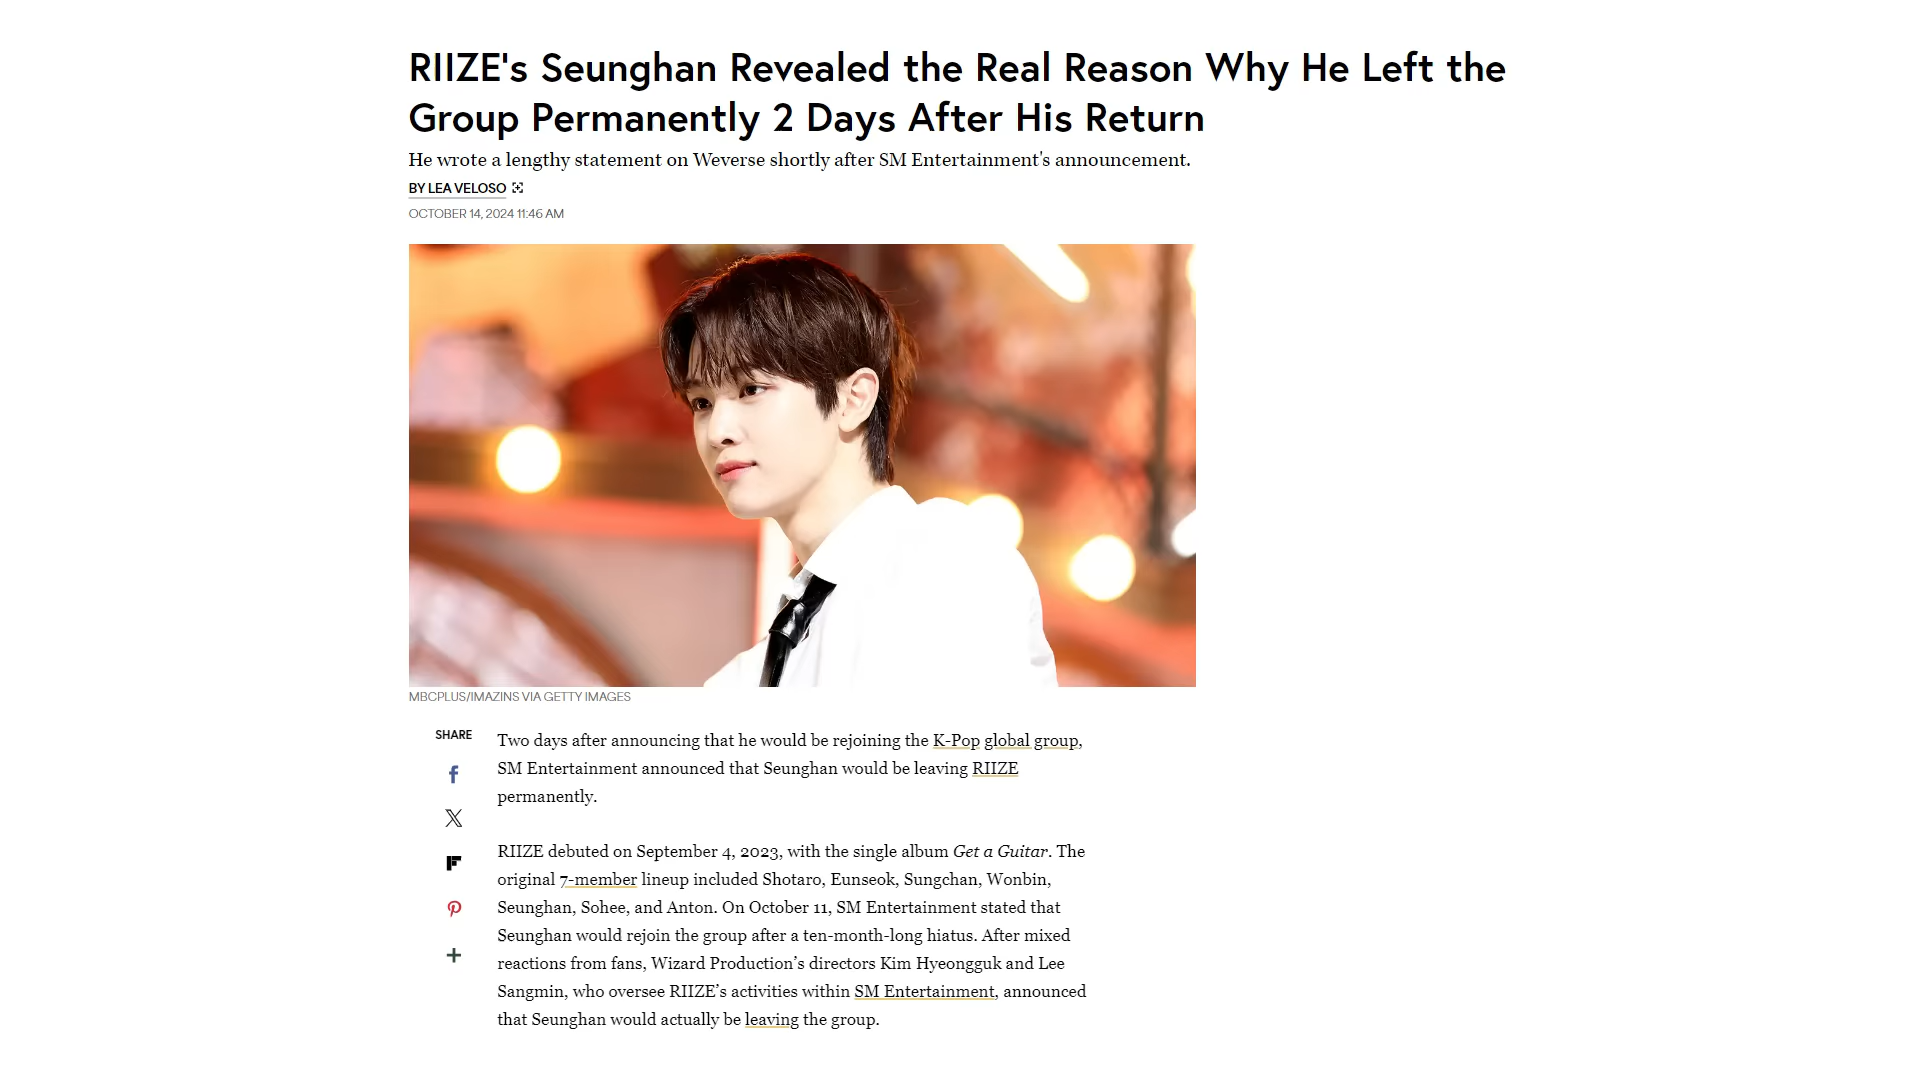 RIIZE's Seunghan Revealed the Real Reason Why He Left the
Group Permanently 2 Days After His Return
He wrote a lengthy statement on Weverse shortly after SM Entertainment's announcement.
BY LEA VELOSO
OCTOBER 14, 2024 11:46 AM
MBCPLUS/IMAZINS VIA GETTY IMAGES
SHARE
Two days after announcing that he would be rejoining the K-Pop global group,
SM Entertainment announced that Seunghan would be leaving RIIZE
permanently.
RIIZE debuted on September 4, 2023, with the single album Get a Guitar. The
original 7-member lineup included Shotaro, Eunseok, Sungchan, Wonbin,
Seunghan, Sohee, and Anton. On October 11, SM Entertainment stated that
Seunghan would rejoin the group after a ten-month-long hiatus. After mixed
reactions from fans, Wizard Production’s directors Kim Hyeongguk and Lee
Sangmin, who oversee RIIZE’s activities within SM Entertainment, announced
that Seunghan would actually be leaving the group.